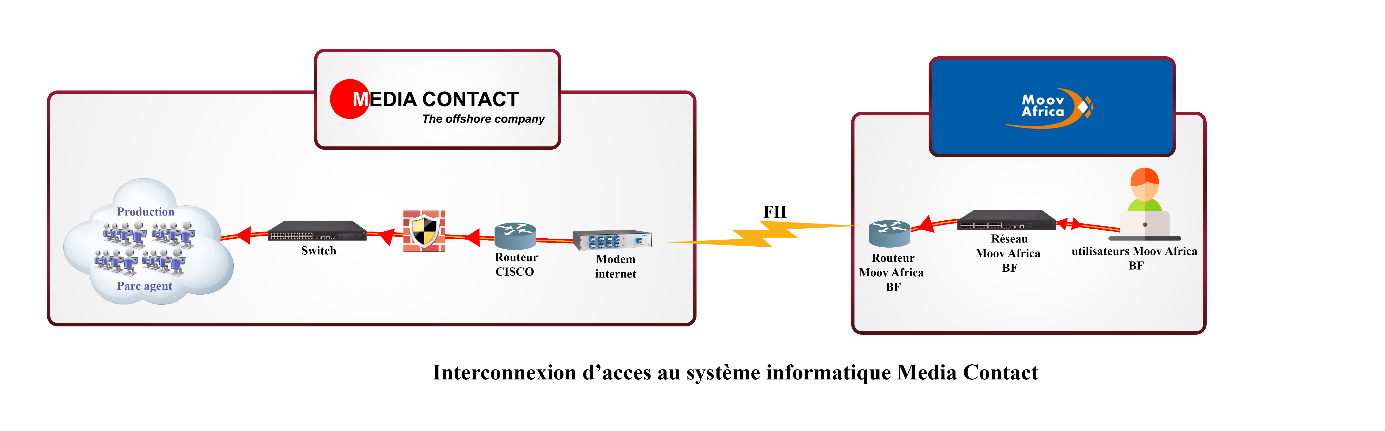 MEDIA CONTACT
The offshore company
Moov
Africa
Production
Parc agent
Switch
Routeur
CISCO
Modem
internet
FH
Routeur
Moov Africa
BF
Réseau
Moov Africa
BF
utilisateurs Moov Africa
BF
Interconnexion d’acces au système informatique Media Contact